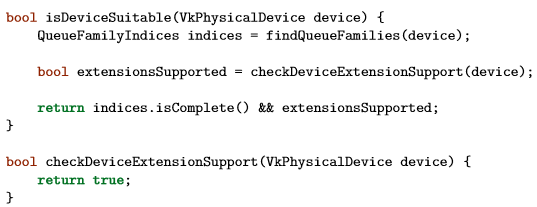 bool isDeviceSuitable(VkPhysicalDevice device) {
    QueueFamilyIndices indices = findQueueFamilies(device);

    bool extensionsSupported = checkDeviceExtensionSupport(device);

    return indices.isComplete() && extensionsSupported;
}

bool checkDeviceExtensionSupport(VkPhysicalDevice device) {
    return true;
}